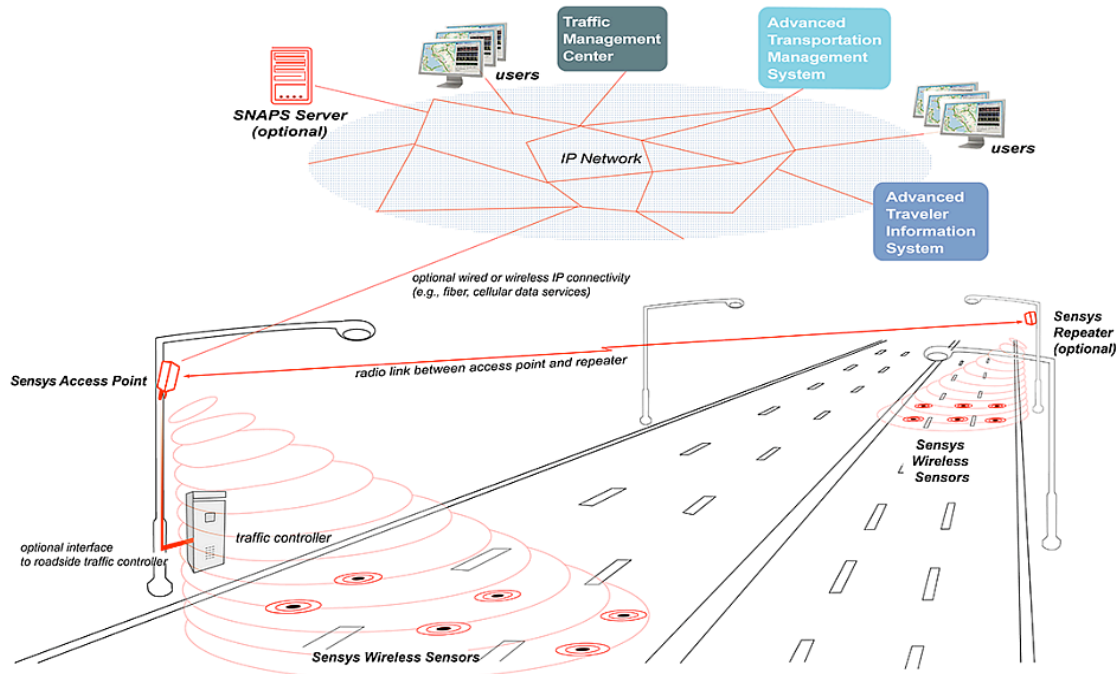 Traffic
Management
Center
Advanced
Transportation
Management
System
users
SNAPS Server
(optional)
users
IP Network
Advanced
Traveler
Information
System
optional wired or wireless IP connectivity
(e.g., fiber, cellular data services)
Sensys
Repeater
(optional)
Sensys Access Point
radio link between access point and repeater
Sensys
Wireless
Sensors
traffic controller
optional interface
to roadside traffic controller
Sensys Wireless Sensors